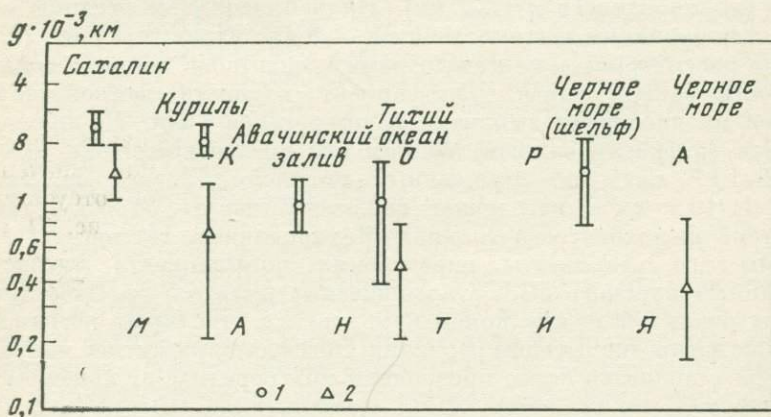 g·10⁻³, км
Сахалин
Курилы
Авачинский залив
Тихий океан
Черное море (шельф)
Черное море
4
8
1
0,6
0,4
0,2
0,1
К О Р А
М А Н Т И Я
○ 1 △ 2